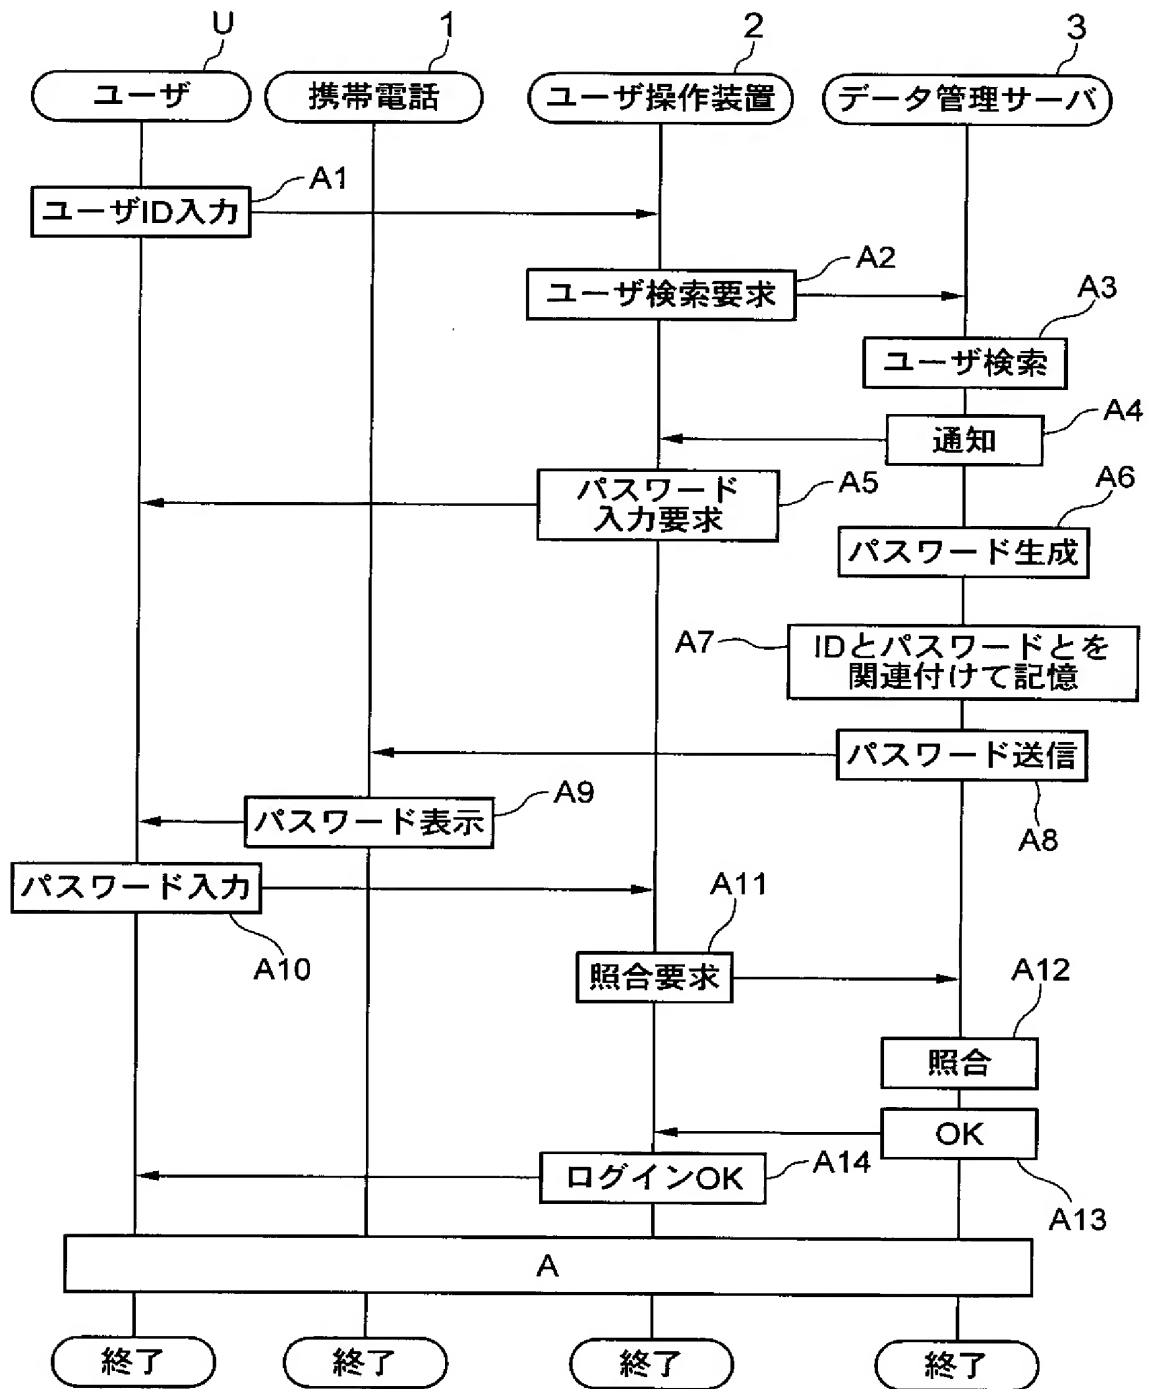 U
1
2
3
ユーザ
携帯電話
ユーザ操作装置
データ管理サーバ
A1
ユーザID入力
A2
ユーザ検索要求
A3
ユーザ検索
A4
通知
A5
パスワード
入力要求
A6
パスワード生成
A7
IDとパスワードとを
関連付けて記憶
パスワード送信
A8
A9
パスワード表示
パスワード入力
A10
A11
照合要求
A12
照合
OK
A13
ログインOK
A14
A
終了
終了
終了
終了